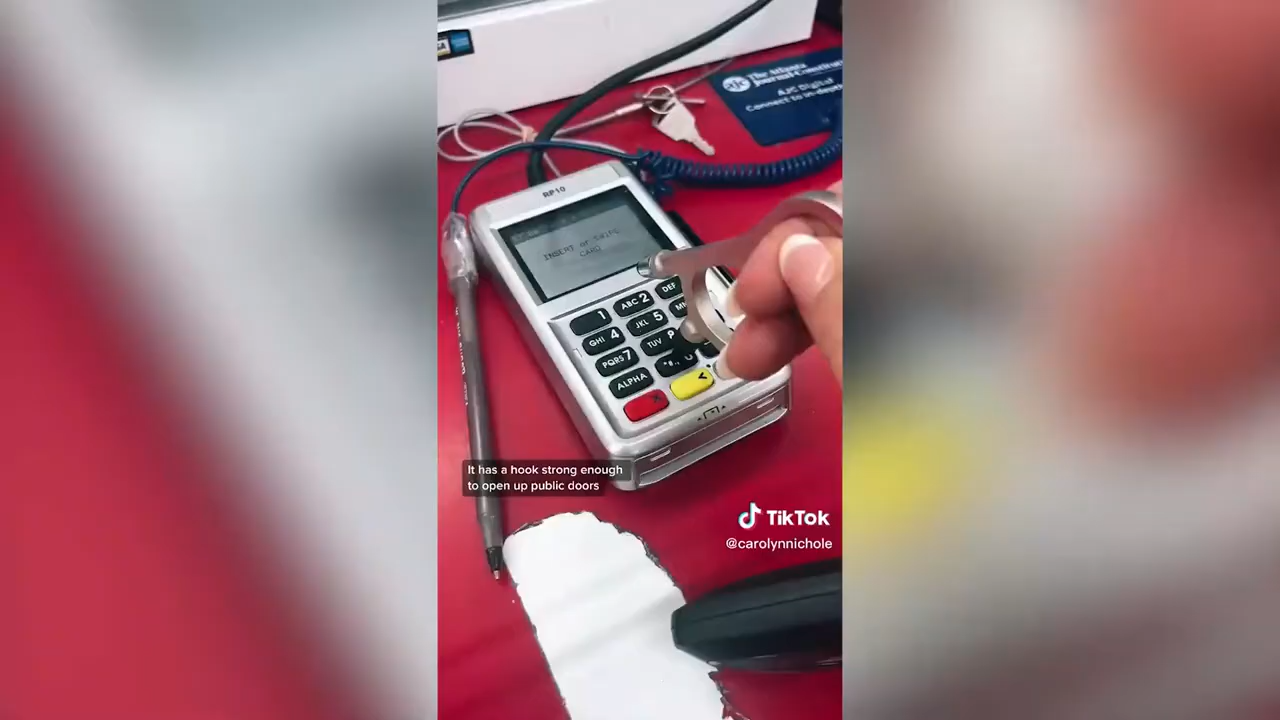 The Atlanta
Journal-Constitution
AJC
AJC Digital
Connect to in-depth
RP10
INSERT or SWIPE
CARD
1
ABC 2
DEF
GHI 4
JKL 5
PQRS 7
TUV
ALPHA
It has a hook strong enough
to open up public doors
TikTok
@carolynnichole